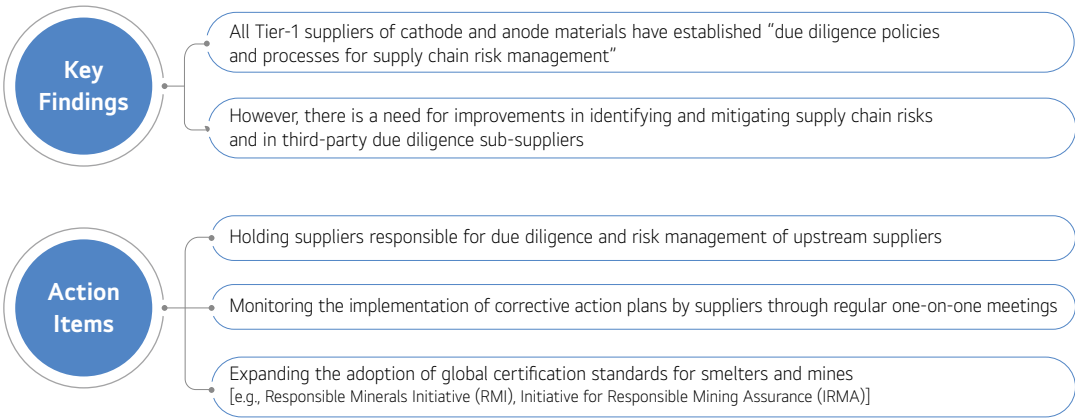 Key
Findings
All Tier-1 suppliers of cathode and anode materials have established “due diligence policies
and processes for supply chain risk management”
However, there is a need for improvements in identifying and mitigating supply chain risks
and in third-party due diligence sub-suppliers
Action
Items
Holding suppliers responsible for due diligence and risk management of upstream suppliers
Monitoring the implementation of corrective action plans by suppliers through regular one-on-one meetings
Expanding the adoption of global certification standards for smelters and mines
[e.g., Responsible Minerals Initiative (RMI), Initiative for Responsible Mining Assurance (IRMA)]